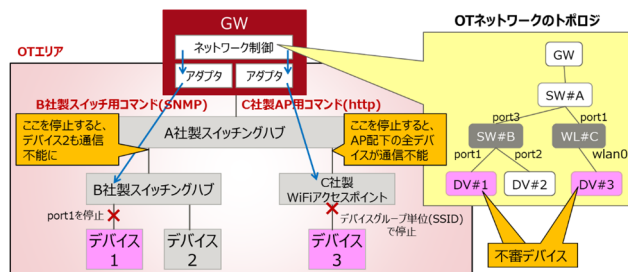 GW
ネットワーク制御
アダプタ
アダプタ
OTエリア
B社製スイッチ用コマンド(SNMP)
C社製AP用コマンド(http)
ここを停止すると、
デバイス2も通信
不能に
A社製スイッチングハブ
ここを停止すると、
AP配下の全デバ
イスが通信不能
B社製スイッチングハブ
C社製
WiFiアクセスポイント
port1を停止
デバイスグループ単位(SSID)
で停止
デバイス
1
デバイス
2
デバイス
3
OTネットワークのトポロジ
GW
SW#A
port3
port1
SW#B
WL#C
port1
port2
wlan0
DV#1
DV#2
DV#3
不審デバイス